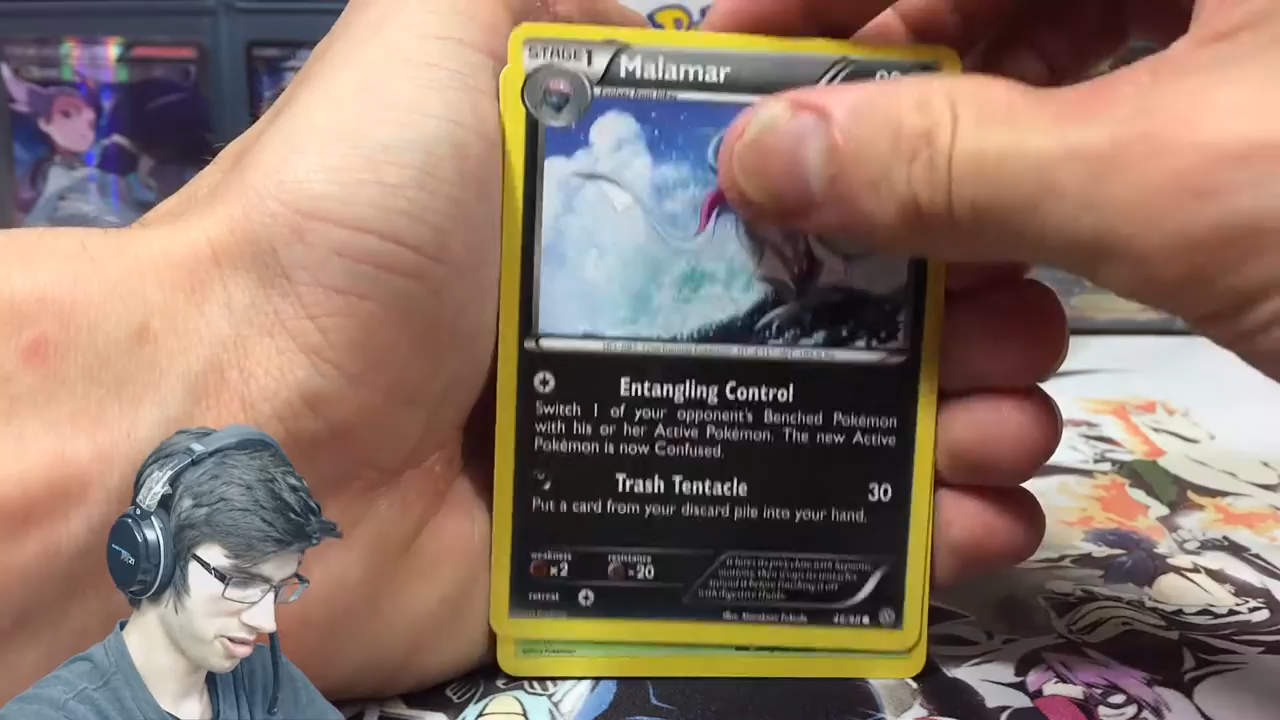 STAGE 1
Malamar
Evolves from Inkay
Entangling Control
Switch 1 of your opponent's Benched Pokémon
with his or her Active Pokémon. The new Active
Pokémon is now Confused.
Trash Tentacle 30
Put a card from your discard pile into your hand.
weakness
×2
resistance
×20
retreat